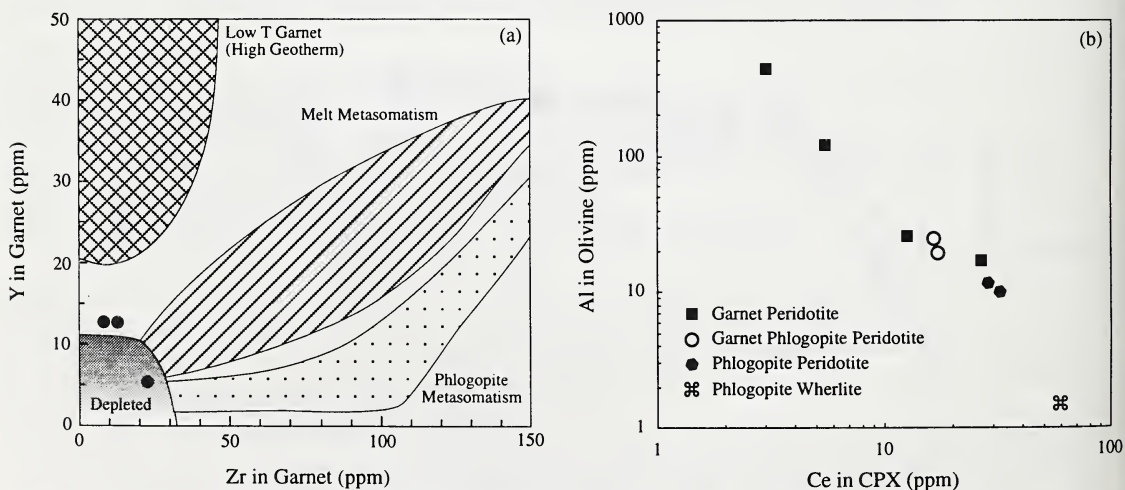 50
40
30
20
10
0
Y in Garnet (ppm)
Low T Garnet
(High Geotherm)
(a)
Melt Metasomatism
Phlogopite
Metasomatism
Depleted
0 50 100 150
Zr in Garnet (ppm)
1000
100
10
1
Al in Olivine (ppm)
(b)
Garnet Peridotite
Garnet Phlogopite Peridotite
Phlogopite Peridotite
Phlogopite Wherlite
1 10 100
Ce in CPX (ppm)